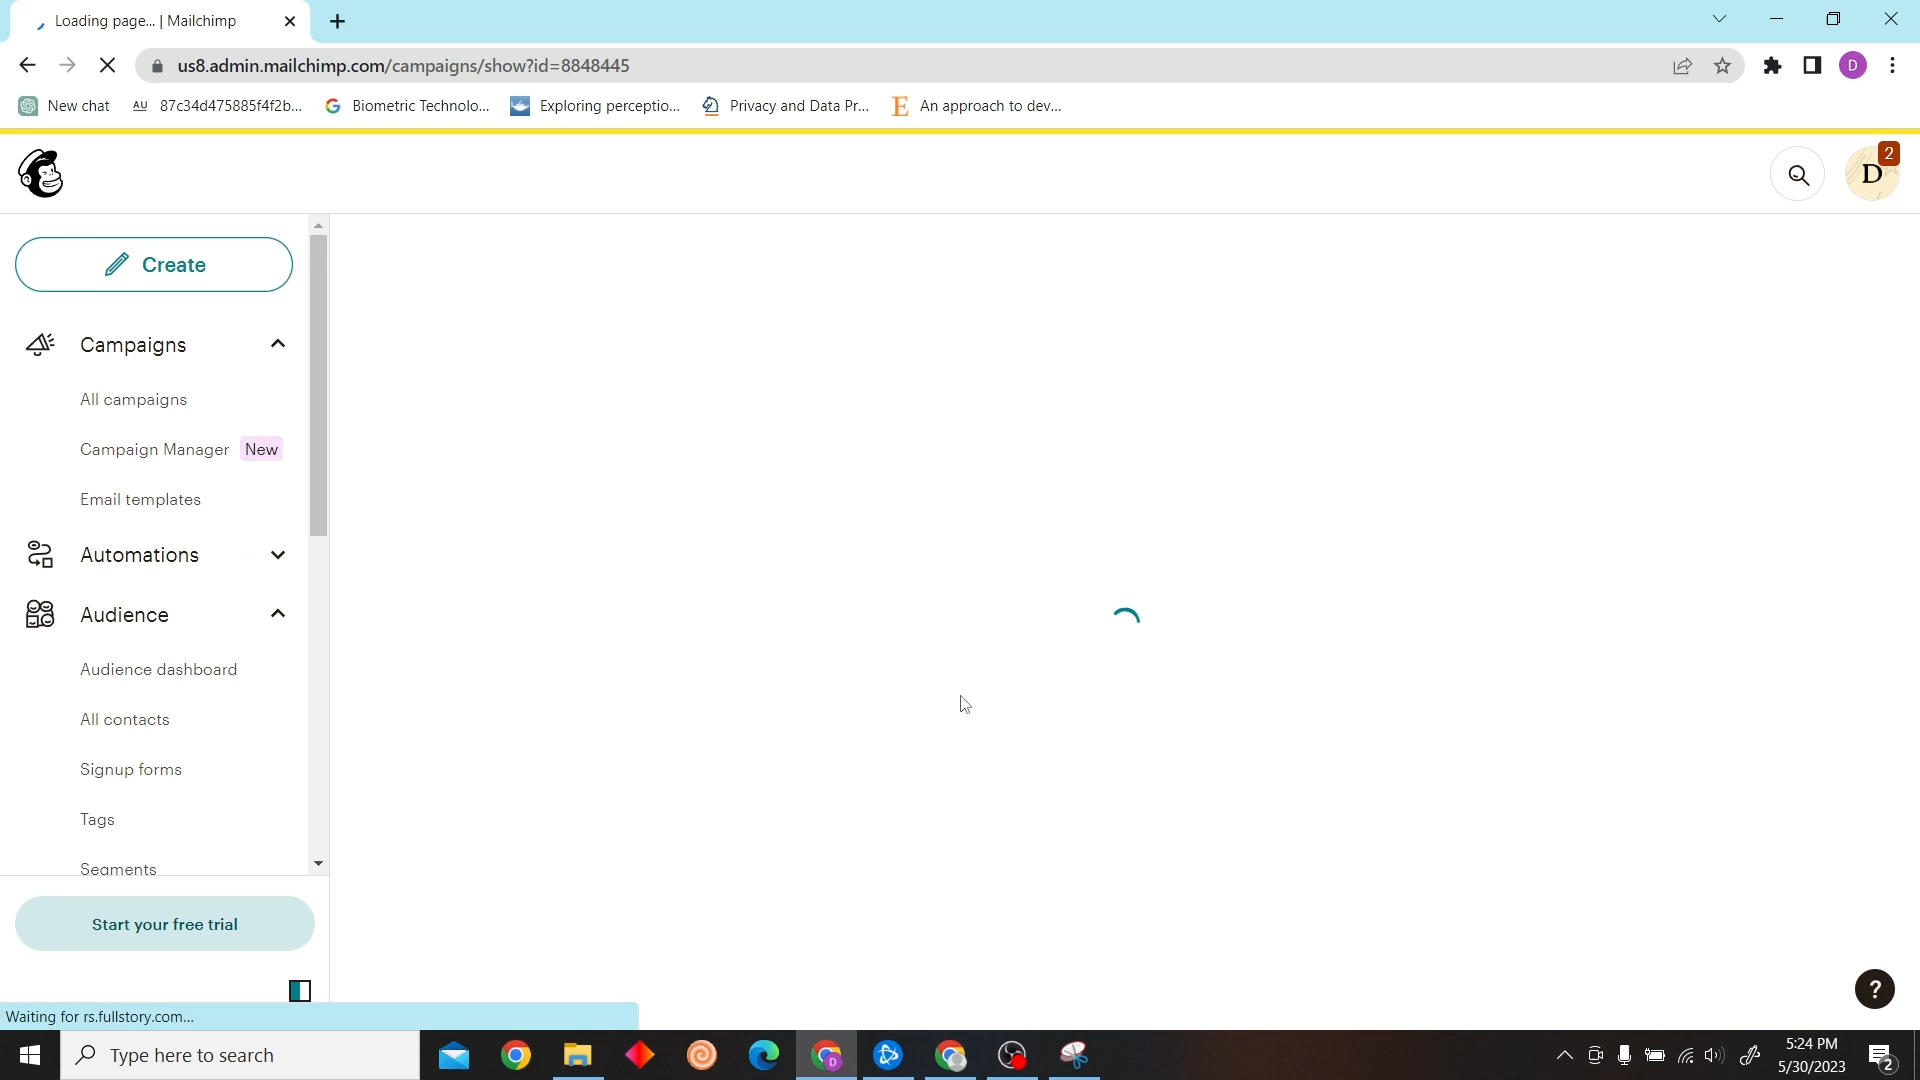 Loading page... | Mailchimp
us8.admin.mailchimp.com/campaigns/show?id=8848445
New chat
AU 87c34d475885f4f2b...
Biometric Technolo...
Exploring perceptio...
Privacy and Data Pr...
E An approach to dev...
D
D
2
Create
Campaigns
All campaigns
Campaign Manager New
Email templates
Automations
Audience
Audience dashboard
All contacts
Signup forms
Tags
Segments
Start your free trial
?
Waiting for rs.fullstory.com...
Type here to search
D
5:24 PM
5/30/2023
2